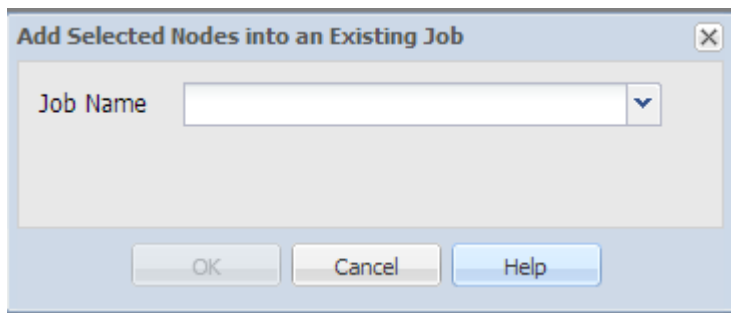 Add Selected Nodes into an Existing Job
Job Name
OK Cancel Help